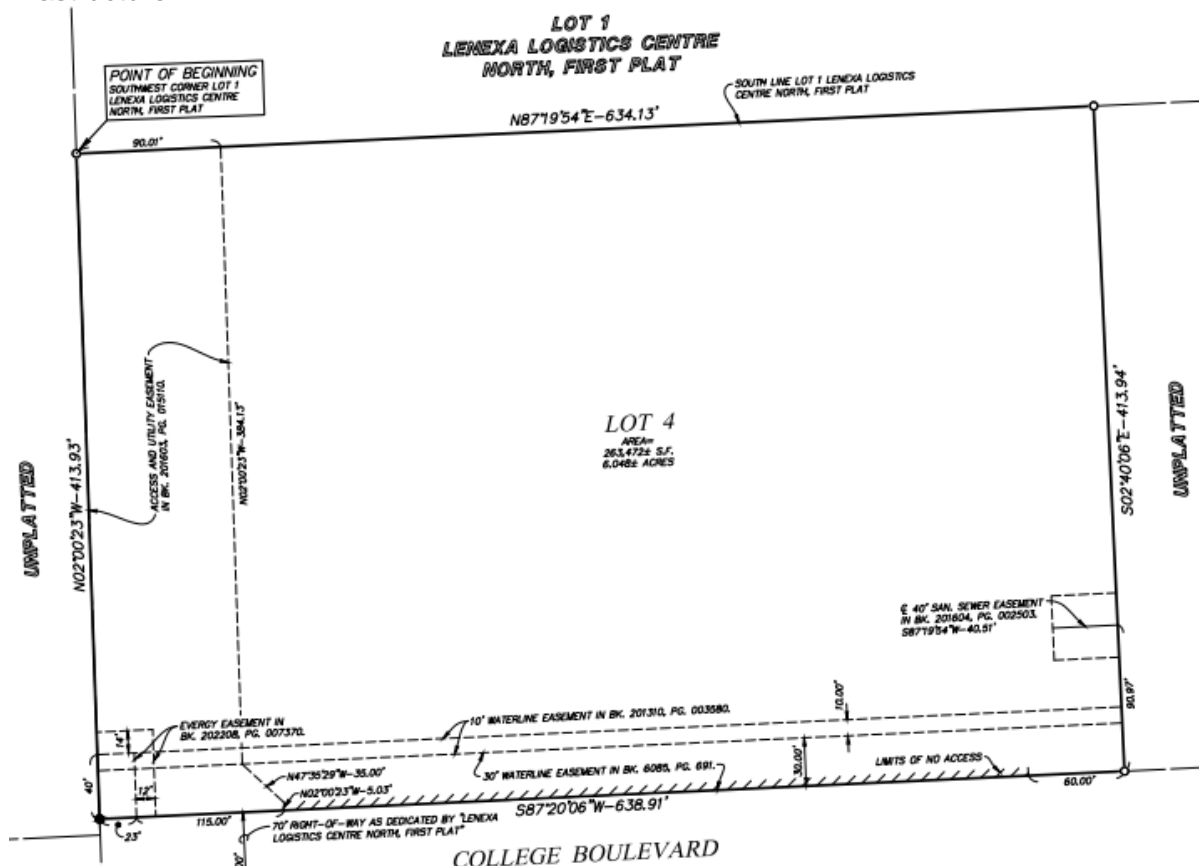 LOT 1
LENEXA LOGISTICS CENTRE
NORTH, FIRST PLAT
POINT OF BEGINNING
SOUTHWEST CORNER LOT 1
LENEXA LOGISTICS CENTRE
NORTH, FIRST PLAT
SOUTH LINE LOT 1 LENEXA LOGISTICS
CENTRE NORTH, FIRST PLAT
N87°19'54"E-634.13'
90.01'
ACCESS AND UTILITY EASEMENT
IN BK. 201603, PG. 015110.
N02°00'23"W-384.13'
UNPLATTED
N02°00'23"W-413.93'
LOT 4
AREA=
263,472± S.F.
6.048± ACRES
S02°40'06"E-413.94'
UNPLATTED
℄ 40' SAN. SEWER EASEMENT
IN BK. 201604, PG. 002503.
S87°19'54"W-40.51'
90.97'
EVERGY EASEMENT IN
BK. 202208, PG. 007370.
14'
10' WATERLINE EASEMENT IN BK. 201310, PG. 003580.
10.00'
40'
12'
N47°35'29"W-35.00'
30' WATERLINE EASEMENT IN BK. 6085, PG. 691.
30.00'
LIMITS OF NO ACCESS
N02°00'23"W-5.03'
60.00'
23'
115.00'
S87°20'06"W-638.91'
70' RIGHT-OF-WAY AS DEDICATED BY "LENEXA
LOGISTICS CENTRE NORTH, FIRST PLAT"
COLLEGE BOULEVARD